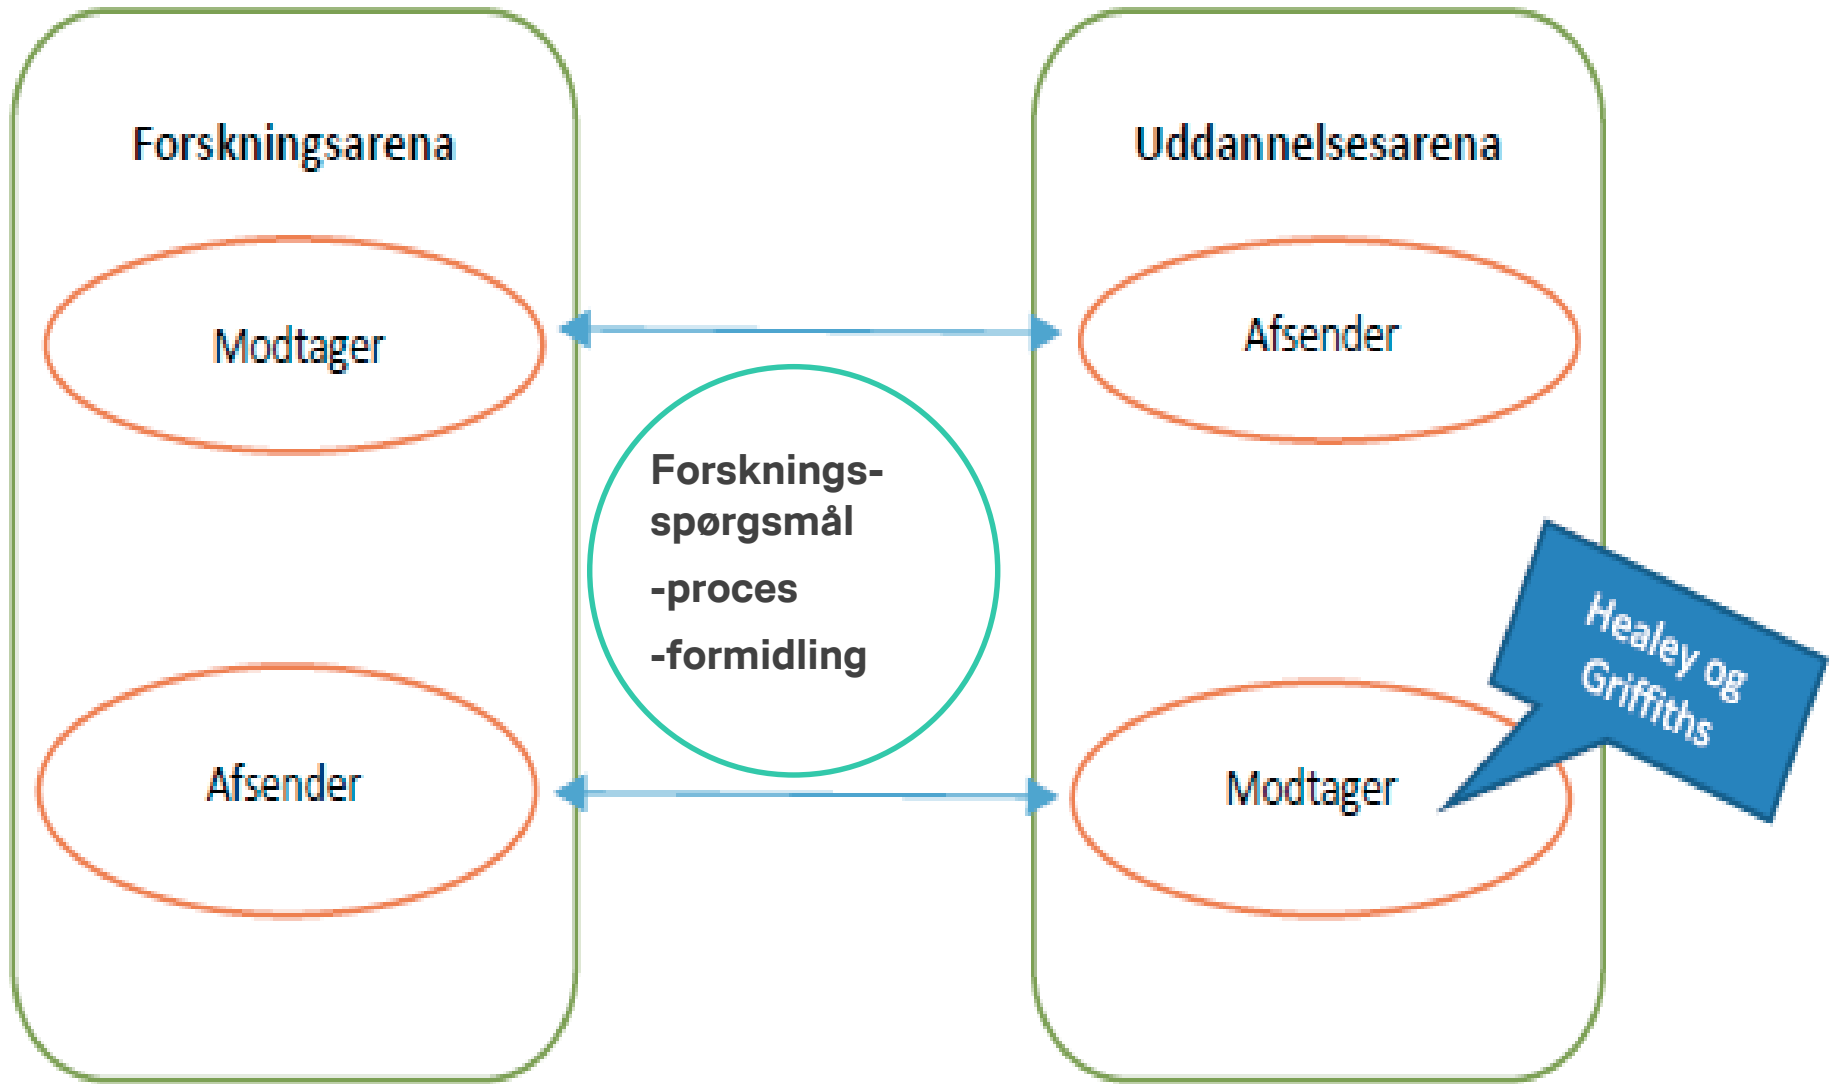 Forskningsarena
Uddannelsesarena
Modtager
Afsender
Forsknings-
spørgsmål
-proces
-formidling
Healey og
Griffiths
Afsender
Modtager